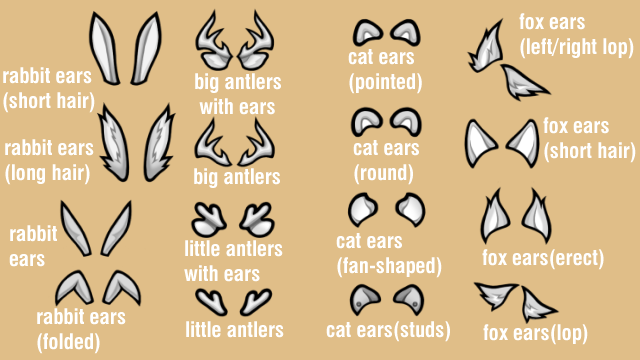 rabbit ears
(short hair)
big antlers
with ears
cat ears
(pointed)
fox ears
(left/right lop)
rabbit ears
(long hair)
big antlers
cat ears
(round)
fox ears
(short hair)
rabbit
ears
little antlers
with ears
cat ears
(fan-shaped)
fox ears(erect)
rabbit ears
(folded)
little antlers
cat ears(studs)
fox ears(lop)